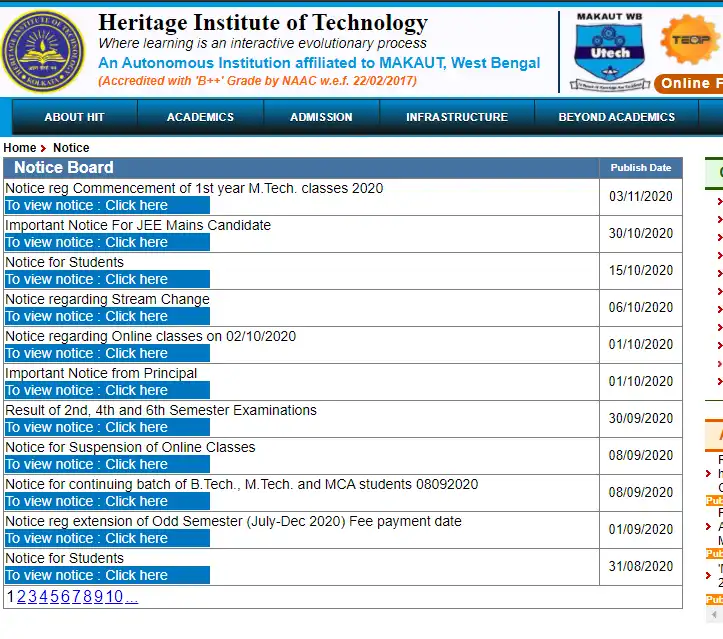 Heritage Institute of Technology
Where learning is an interactive evolutionary process
An Autonomous Institution affiliated to MAKAUT, West Bengal
(Accredited with 'B++' Grade by NAAC w.e.f. 22/02/2017)
MAKAUT WB
Utech
TEQIP
Online F
ABOUT HIT ACADEMICS ADMISSION INFRASTRUCTURE BEYOND ACADEMICS
Home Notice
Notice Board Publish Date
Notice reg Commencement of 1st year M.Tech. classes 2020
To view notice : Click here
03/11/2020
Important Notice For JEE Mains Candidate
To view notice : Click here
30/10/2020
Notice for Students
To view notice : Click here
15/10/2020
Notice regarding Stream Change
To view notice : Click here
06/10/2020
Notice regarding Online classes on 02/10/2020
To view notice : Click here
01/10/2020
Important Notice from Principal
To view notice : Click here
01/10/2020
Result of 2nd, 4th and 6th Semester Examinations
To view notice : Click here
30/09/2020
Notice for Suspension of Online Classes
To view notice : Click here
08/09/2020
Notice for continuing batch of B.Tech., M.Tech. and MCA students 08092020
To view notice : Click here
08/09/2020
Notice reg extension of Odd Semester (July-Dec 2020) Fee payment date
To view notice : Click here
01/09/2020
Notice for Students
To view notice : Click here
31/08/2020
1 2 3 4 5 6 7 8 9 10 ...